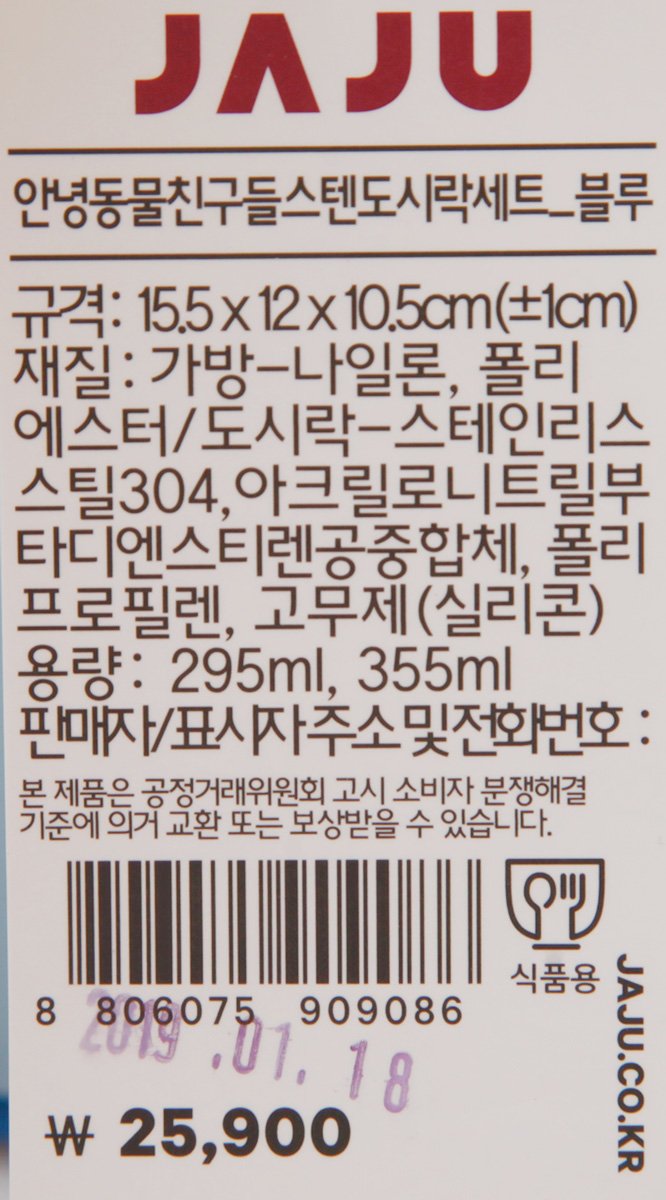 JAJU
안녕동물친구들스텐도시락세트_블루
규격: 15.5 x 12 x 10.5cm(±1cm)
재질: 가방-나일론, 폴리
에스터/도시락-스테인리스
스틸304,아크릴로니트릴부
타디엔스티렌공중합체, 폴리
프로필렌, 고무제(실리콘)
용량: 295ml, 355ml
판매자/표시자주소및전화번호:
본 제품은 공정거래위원회 고시 소비자 분쟁해결
기준에 의거 교환 또는 보상받을 수 있습니다.
식품용
8 806075 909086
2019.01.18
₩ 25,900
JAJU.CO.KR